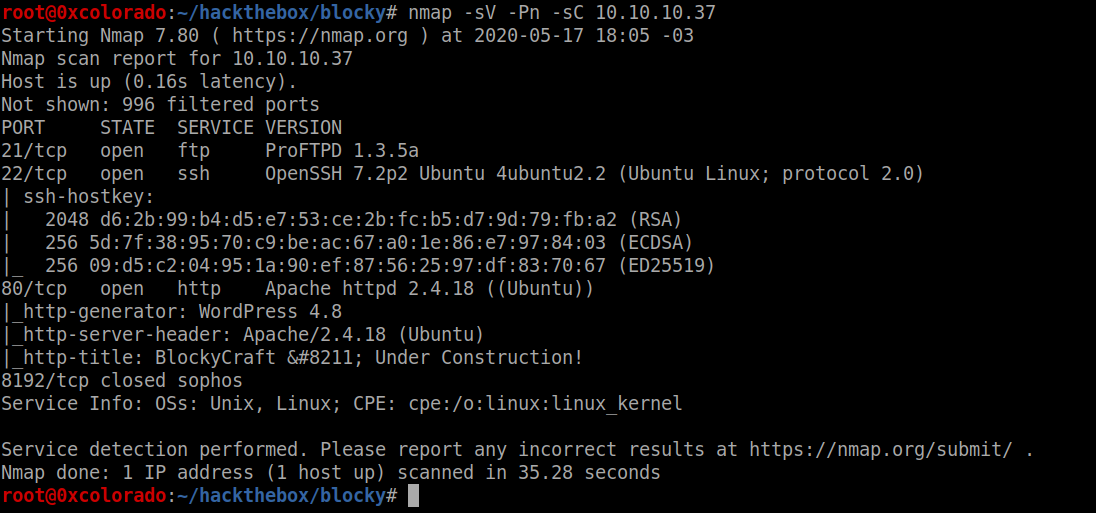 root@0xcolorado:~/hackthebox/blocky# nmap -sV -Pn -sC 10.10.10.37
Starting Nmap 7.80 ( https://nmap.org ) at 2020-05-17 18:05 -03
Nmap scan report for 10.10.10.37
Host is up (0.16s latency).
Not shown: 996 filtered ports
PORT     STATE  SERVICE VERSION
21/tcp   open   ftp     ProFTPD 1.3.5a
22/tcp   open   ssh     OpenSSH 7.2p2 Ubuntu 4ubuntu2.2 (Ubuntu Linux; protocol 2.0)
| ssh-hostkey:
|   2048 d6:2b:99:b4:d5:e7:53:ce:2b:fc:b5:d7:9d:79:fb:a2 (RSA)
|   256 5d:7f:38:95:70:c9:be:ac:67:a0:1e:86:e7:97:84:03 (ECDSA)
|_  256 09:d5:c2:04:95:1a:90:ef:87:56:25:97:df:83:70:67 (ED25519)
80/tcp   open   http    Apache httpd 2.4.18 ((Ubuntu))
|_http-generator: WordPress 4.8
|_http-server-header: Apache/2.4.18 (Ubuntu)
|_http-title: BlockyCraft &#8211; Under Construction!
8192/tcp closed sophos
Service Info: OSs: Unix, Linux; CPE: cpe:/o:linux:linux_kernel

Service detection performed. Please report any incorrect results at https://nmap.org/submit/ .
Nmap done: 1 IP address (1 host up) scanned in 35.28 seconds
root@0xcolorado:~/hackthebox/blocky#